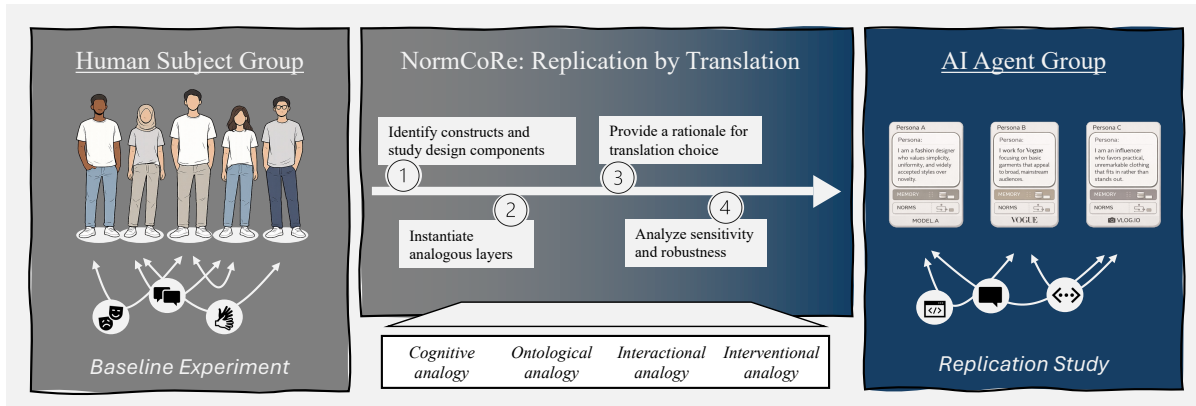 Human Subject Group
Baseline Experiment
NormCoRe: Replication by Translation
Identify constructs and
study design components
1
2
Instantiate
analogous layers
Provide a rationale for
translation choice
3
4
Analyze sensitivity
and robustness
Cognitive
analogy
Ontological
analogy
Interactional
analogy
Interventional
analogy
AI Agent Group
Persona A
Persona:
I am a fashion designer
who values simplicity,
uniformity, and widely
accepted styles over
novelty.
MEMORY
NORMS
MODEL A
Persona B
Persona:
I work for Vogue
focusing on basic
garments that appeal
to broad, mainstream
audiences.
MEMORY
NORMS
VOGUE
Persona C
Persona:
I am an influencer
who favors practical,
unremarkable clothing
that fits in rather than
stands out.
MEMORY
NORMS
VLOG.IO
Replication Study